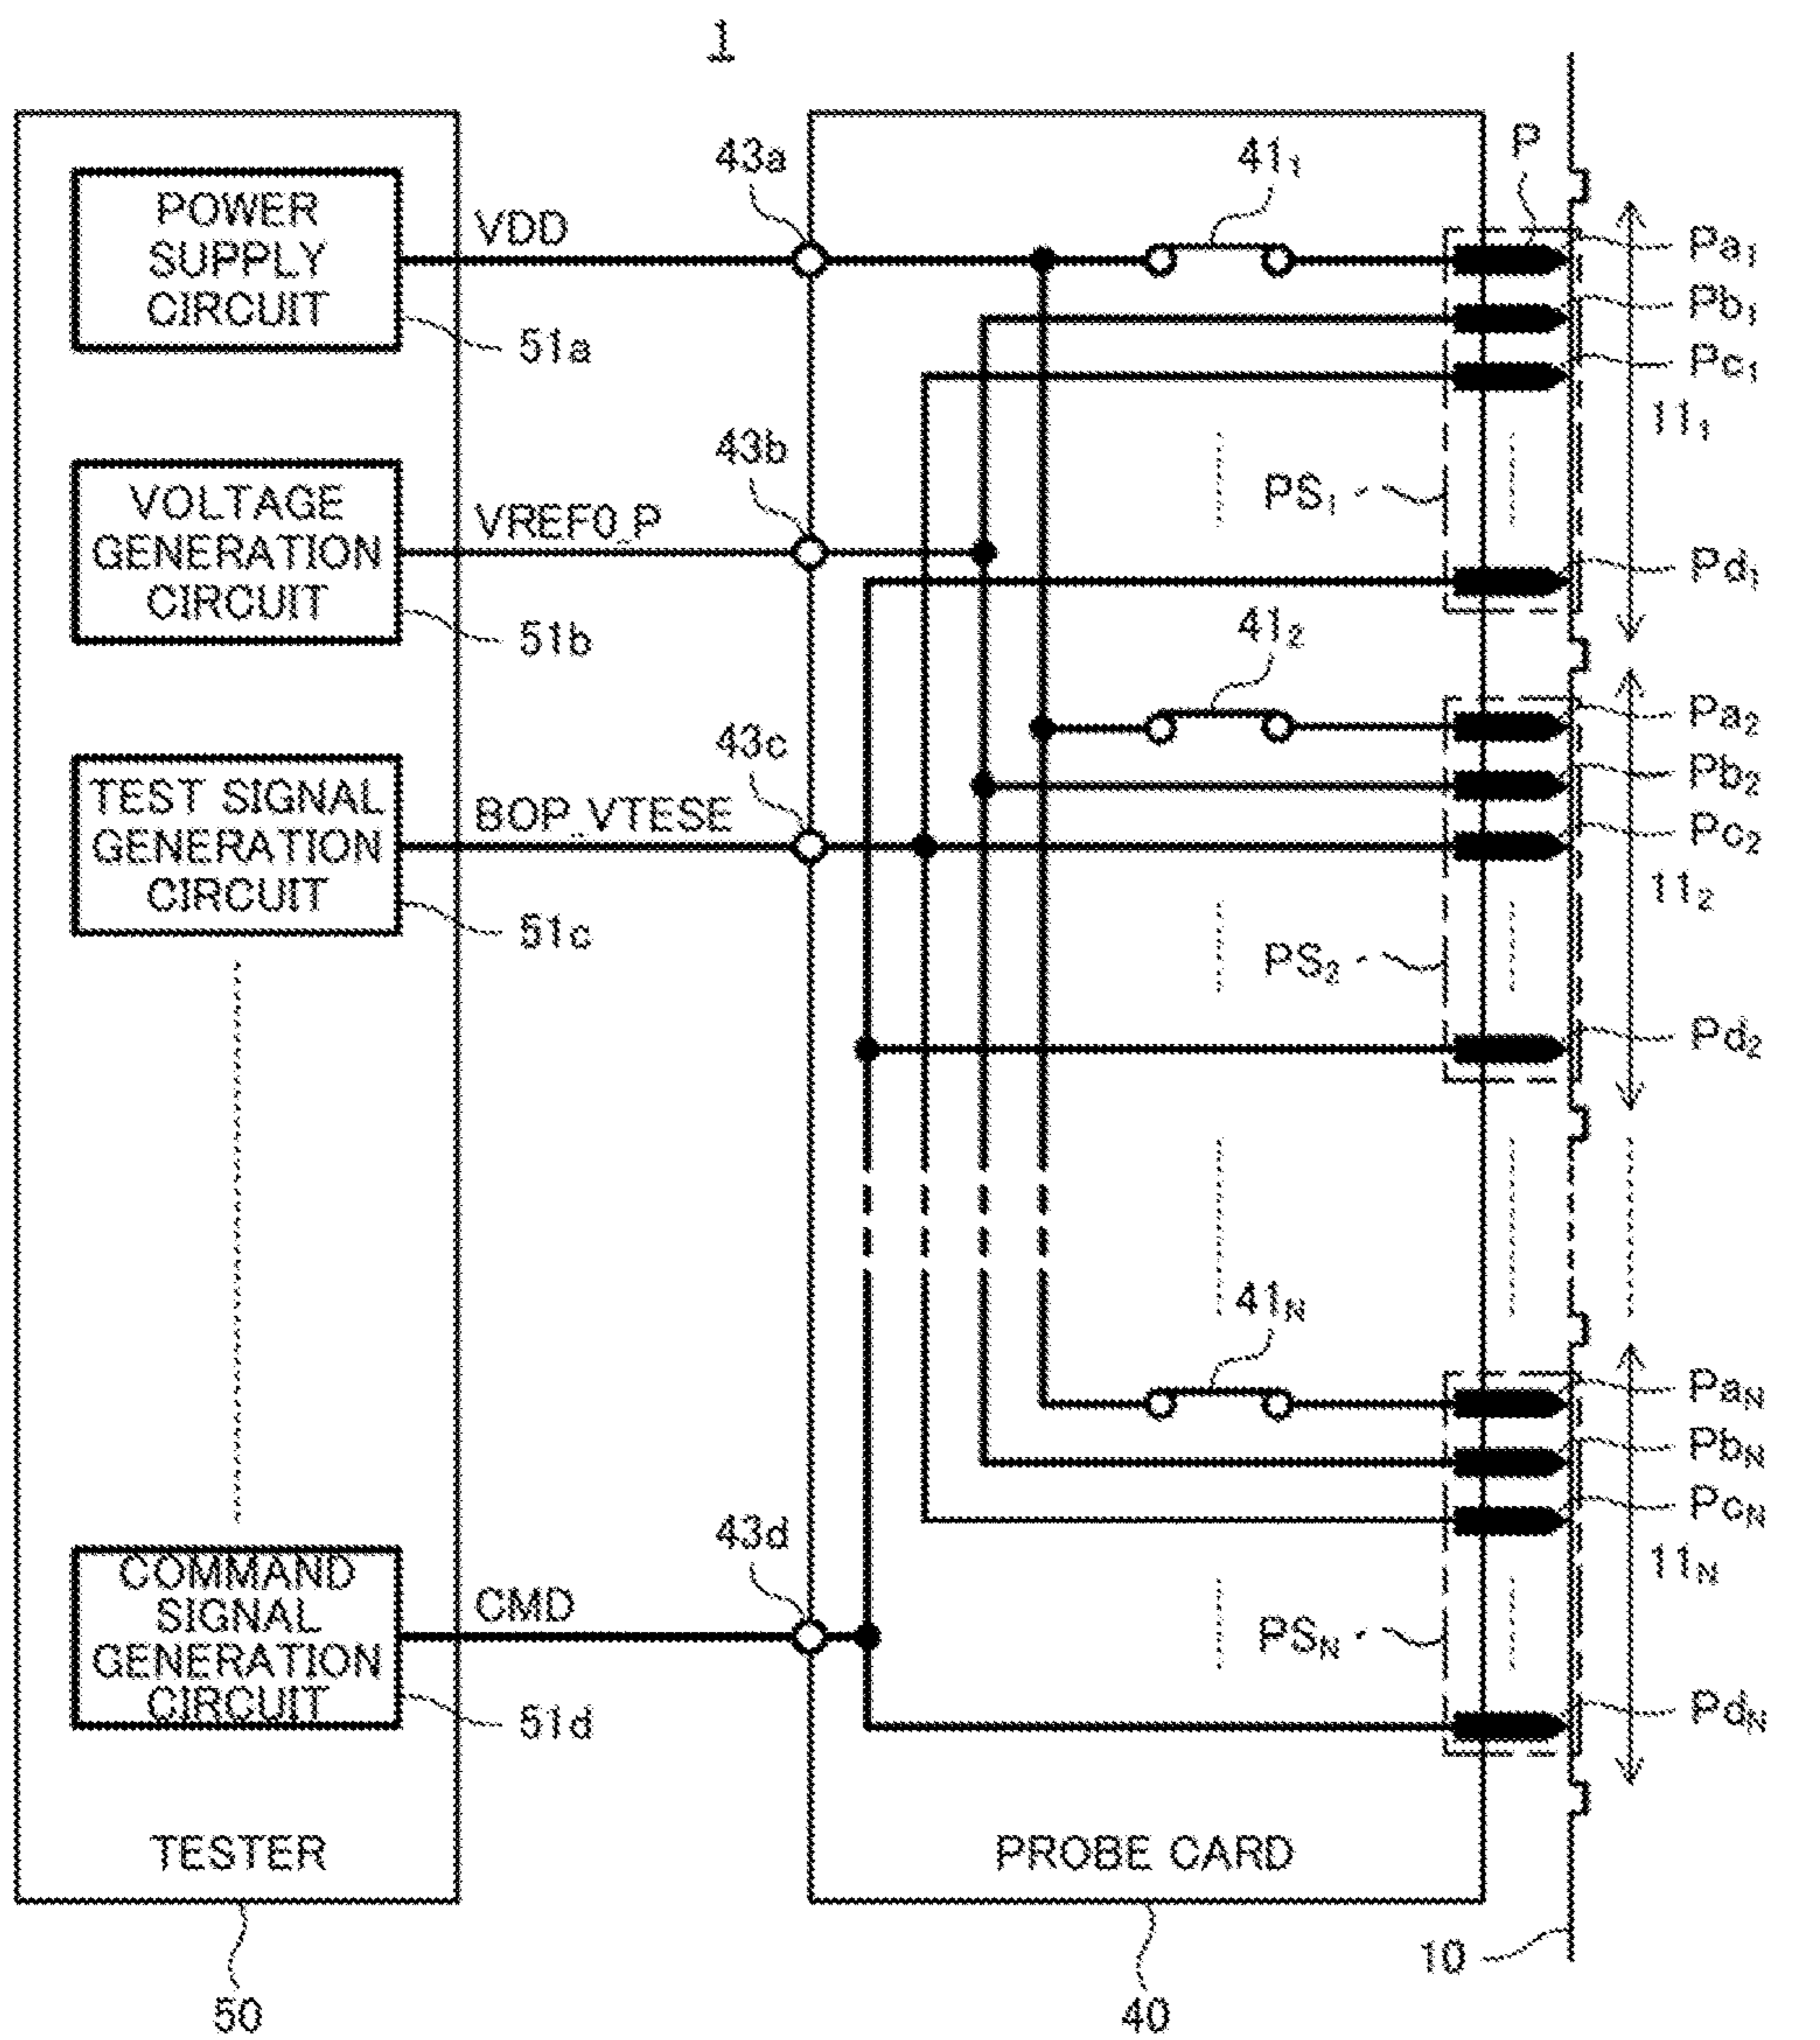 1
POWER
SUPPLY
CIRCUIT
51a
VDD
43a
VOLTAGE
GENERATION
CIRCUIT
51b
VREF0_P
43b
TEST SIGNAL
GENERATION
CIRCUIT
51c
BOP_VTESE
43c
COMMAND
SIGNAL
GENERATION
CIRCUIT
51d
CMD
43d
TESTER
50
41₁
P
Pa₁
Pb₁
Pc₁
11₁
PS₁
Pd₁
41₂
Pa₂
Pb₂
Pc₂
11₂
PS₂
Pd₂
41N
PaN
PbN
PcN
11N
PSN
PdN
PROBE CARD
40
10